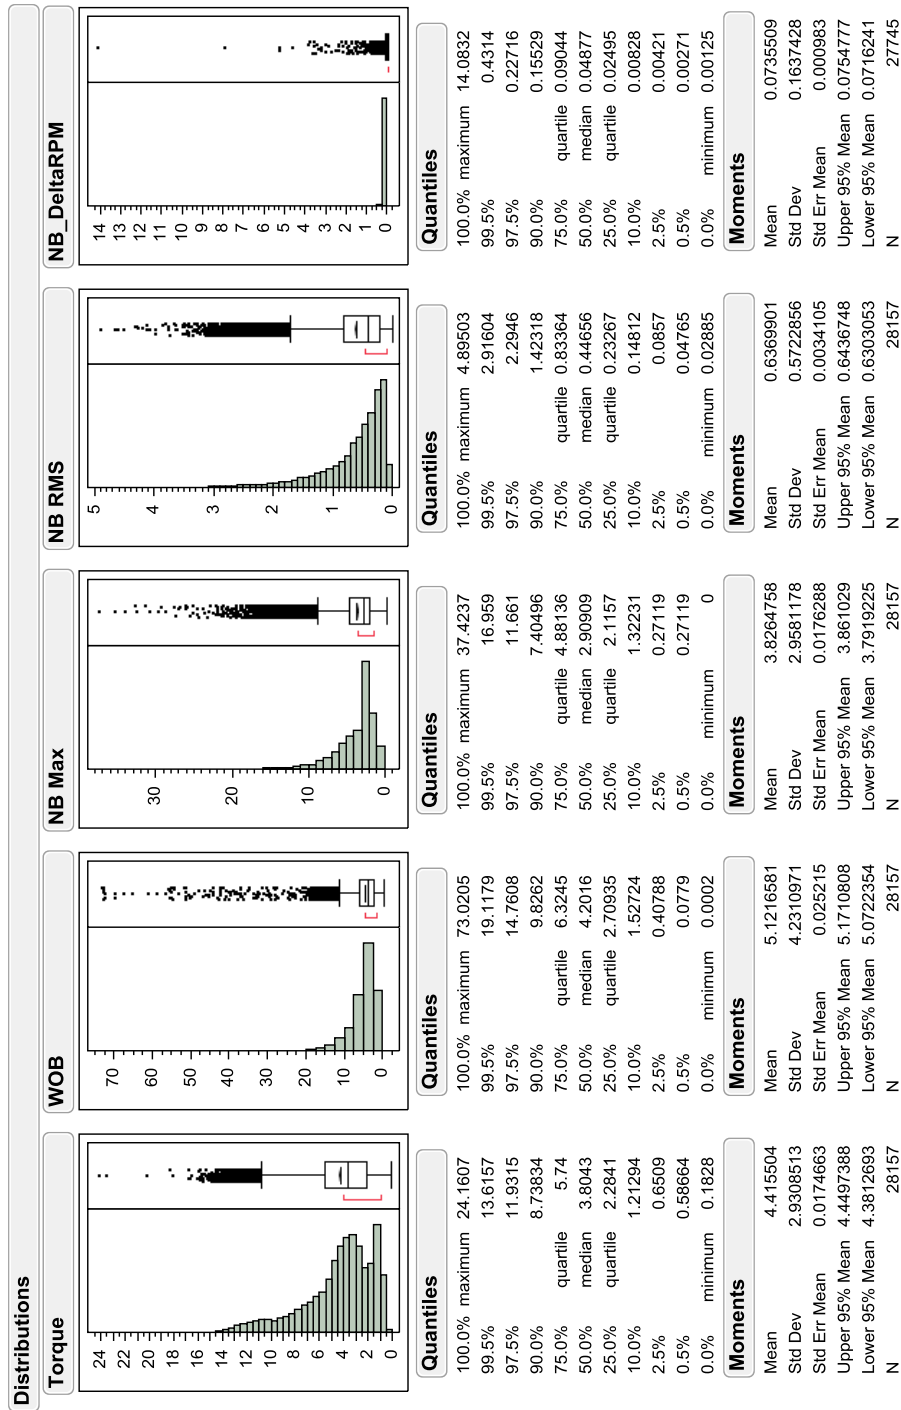 Distributions
Torque
24
22
20
18
16
14
12
10
8
6
4
2
0
Quantiles
100.0% maximum 24.1607
99.5% 13.6157
97.5% 11.9315
90.0% 8.73834
75.0% quartile 5.74
50.0% median 3.8043
25.0% quartile 2.2841
10.0% 1.21294
2.5% 0.6509
0.5% 0.58664
0.0% minimum 0.1828
Moments
Mean 4.415504
Std Dev 2.9308513
Std Err Mean 0.0174663
Upper 95% Mean 4.4497388
Lower 95% Mean 4.3812693
N 28157
WOB
70
60
50
40
30
20
10
0
Quantiles
100.0% maximum 73.0205
99.5% 19.1179
97.5% 14.7608
90.0% 9.8262
75.0% quartile 6.3245
50.0% median 4.2016
25.0% quartile 2.70935
10.0% 1.52724
2.5% 0.40788
0.5% 0.0779
0.0% minimum 0.0002
Moments
Mean 5.1216581
Std Dev 4.2310971
Std Err Mean 0.025215
Upper 95% Mean 5.1710808
Lower 95% Mean 5.0722354
N 28157
NB Max
30
20
10
0
Quantiles
100.0% maximum 37.4237
99.5% 16.959
97.5% 11.661
90.0% 7.40496
75.0% quartile 4.88136
50.0% median 2.90909
25.0% quartile 2.1157
10.0% 1.32231
2.5% 0.27119
0.5% 0.27119
0.0% minimum 0
Moments
Mean 3.8264758
Std Dev 2.9581178
Std Err Mean 0.0176288
Upper 95% Mean 3.861029
Lower 95% Mean 3.7919225
N 28157
NB RMS
5
4
3
2
1
0
Quantiles
100.0% maximum 4.89503
99.5% 2.91604
97.5% 2.2946
90.0% 1.42318
75.0% quartile 0.83364
50.0% median 0.44656
25.0% quartile 0.23267
10.0% 0.14812
2.5% 0.0857
0.5% 0.04765
0.0% minimum 0.02885
Moments
Mean 0.6369901
Std Dev 0.5722856
Std Err Mean 0.0034105
Upper 95% Mean 0.6436748
Lower 95% Mean 0.6303053
N 28157
NB_DeltaRPM
14
13
12
11
10
9
8
7
6
5
4
3
2
1
0
Quantiles
100.0% maximum 14.0832
99.5% 0.4314
97.5% 0.22716
90.0% 0.15529
75.0% quartile 0.09044
50.0% median 0.04877
25.0% quartile 0.02495
10.0% 0.00828
2.5% 0.00421
0.5% 0.00271
0.0% minimum 0.00125
Moments
Mean 0.0735509
Std Dev 0.1637428
Std Err Mean 0.000983
Upper 95% Mean 0.0754777
Lower 95% Mean 0.0716241
N 27745